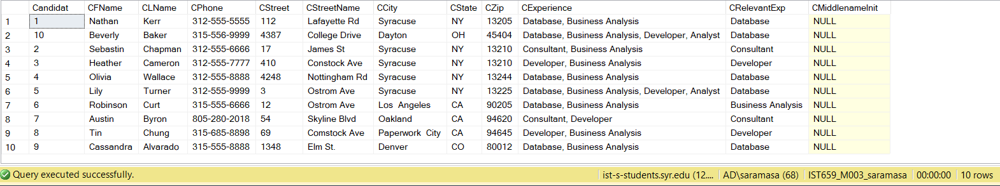 Candidat CFName CLName CPhone CStreet CStreetName CCity CState CZip CExperience CRelevantExp CMiddlenameInit
1 1 Nathan Kerr 312-555-5555 112 Lafayette Rd Syracuse NY 13205 Database, Business Analysis Database NULL
2 10 Beverly Baker 315-556-9999 4387 College Drive Dayton OH 45404 Database, Business Analysis, Developer, Analyst Database NULL
3 2 Sebastin Chapman 312-555-6666 17 James St Syracuse NY 13210 Consultant, Business Analysis Consultant NULL
4 3 Heather Cameron 312-555-7777 410 Constock Ave Syracuse NY 13210 Developer, Business Analysis Developer NULL
5 4 Olivia Wallace 312-555-8888 4248 Nottingham Rd Syracuse NY 13244 Database, Business Analysis Database NULL
6 5 Lily Turner 312-555-9999 3 Ostrom Ave Syracuse NY 13225 Database, Business Analysis, Developer, Analyst Database NULL
7 6 Robinson Curt 315-555-6666 12 Ostrom Ave Los  Angeles CA 90205 Database, Business Analysis Business Analysis NULL
8 7 Austin Byron 805-280-2018 54 Skyline Blvd Oakland CA 94620 Consultant, Developer Consultant NULL
9 8 Tin Chung 315-685-8898 69 Comstock Ave Paperwork  City CA 94645 Developer, Business Analysis Developer NULL
10 9 Cassandra Alvarado 315-555-8888 1348 Elm St. Denver CO 80012 Database, Business Analysis Database NULL
Query executed successfully. ist-s-students.syr.edu (12.... AD\saramasa (68) IST659_M003_saramasa 00:00:00 10 rows